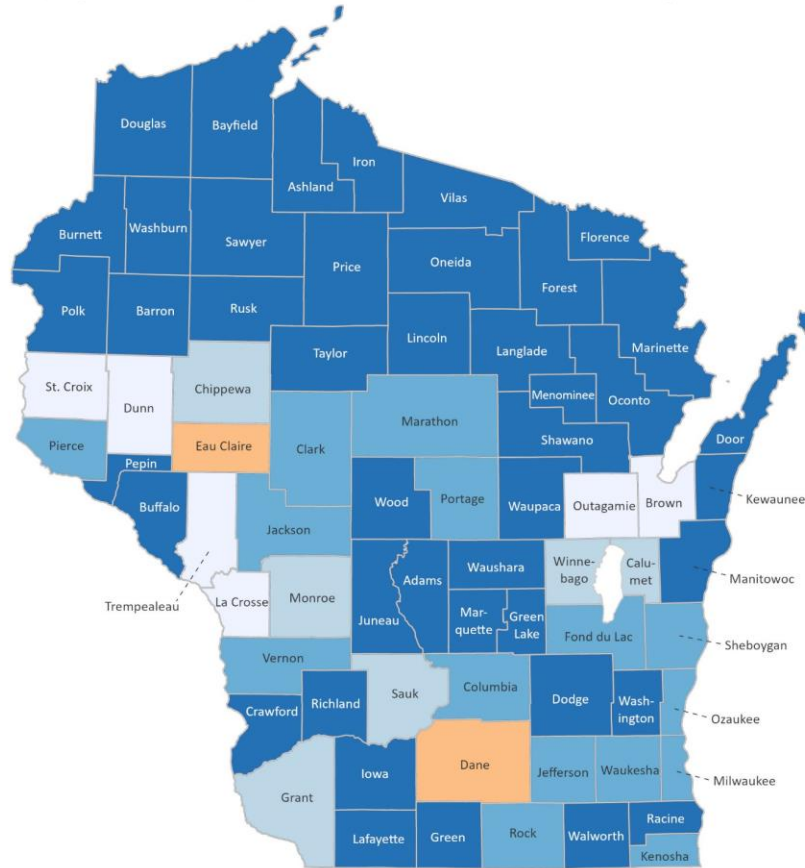 Douglas
Bayfield
Ashland
Iron
Vilas
Burnett
Washburn
Sawyer
Price
Oneida
Florence
Forest
Marinette
Polk
Barron
Rusk
Taylor
Lincoln
Langlade
Menominee
Oconto
St. Croix
Dunn
Chippewa
Marathon
Shawano
Door
Pierce
Pepin
Eau Claire
Clark
Buffalo
Jackson
Wood
Portage
Waupaca
Outagamie
Brown
Kewaunee
Trempealeau
La Crosse
Monroe
Juneau
Adams
Waushara
Winne-
bago
Calu-
met
Manitowoc
Mar-
quette
Green
Lake
Fond du Lac
Sheboygan
Vernon
Crawford
Richland
Sauk
Columbia
Dodge
Wash-
ington
Ozaukee
Grant
Iowa
Dane
Jefferson
Waukesha
Milwaukee
Lafayette
Green
Rock
Walworth
Racine
Kenosha